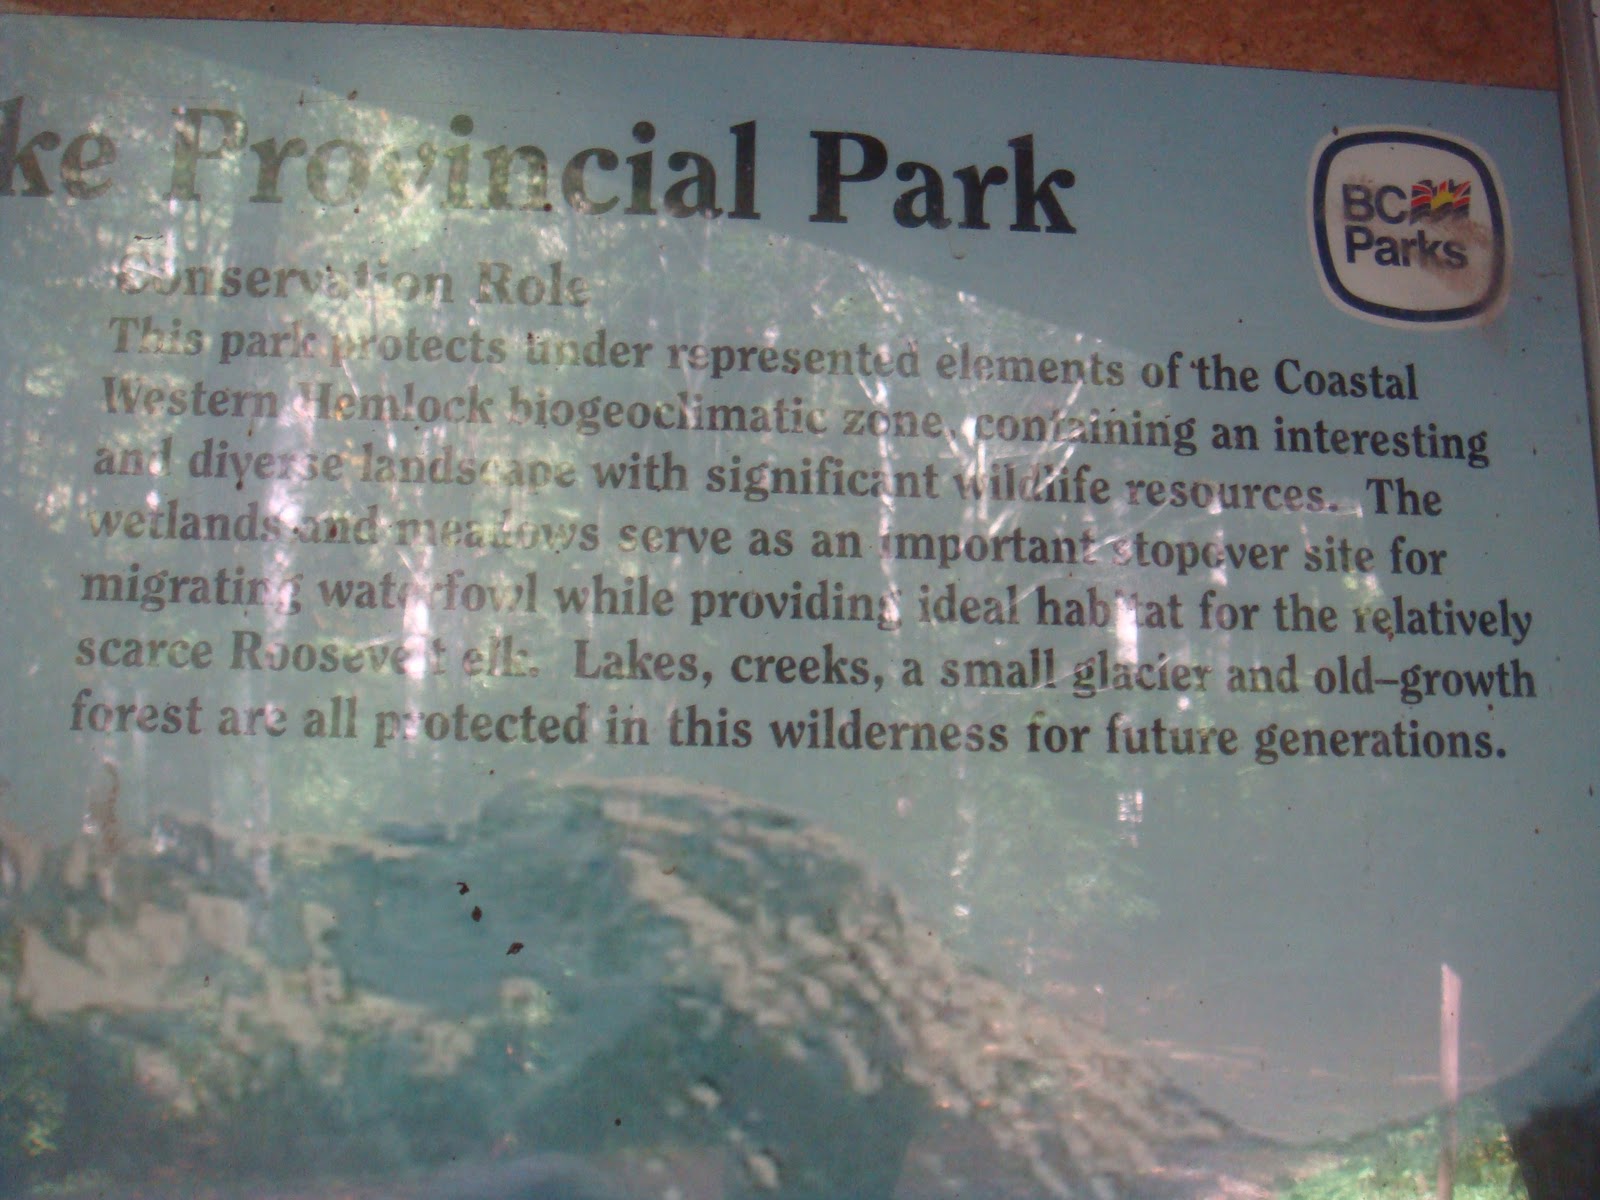 ke Provincial Park
BC
Parks
Conservation Role
This park protects under represented elements of the Coastal
Western Hemlock biogeoclimatic zone, containing an interesting
and diverse landscape with significant wildlife resources. The
wetlands and meadows serve as an important stopover site for
migrating waterfowl while providing ideal habitat for the relatively
scarce Roosevelt elk. Lakes, creeks, a small glacier and old–growth
forest are all protected in this wilderness for future generations.